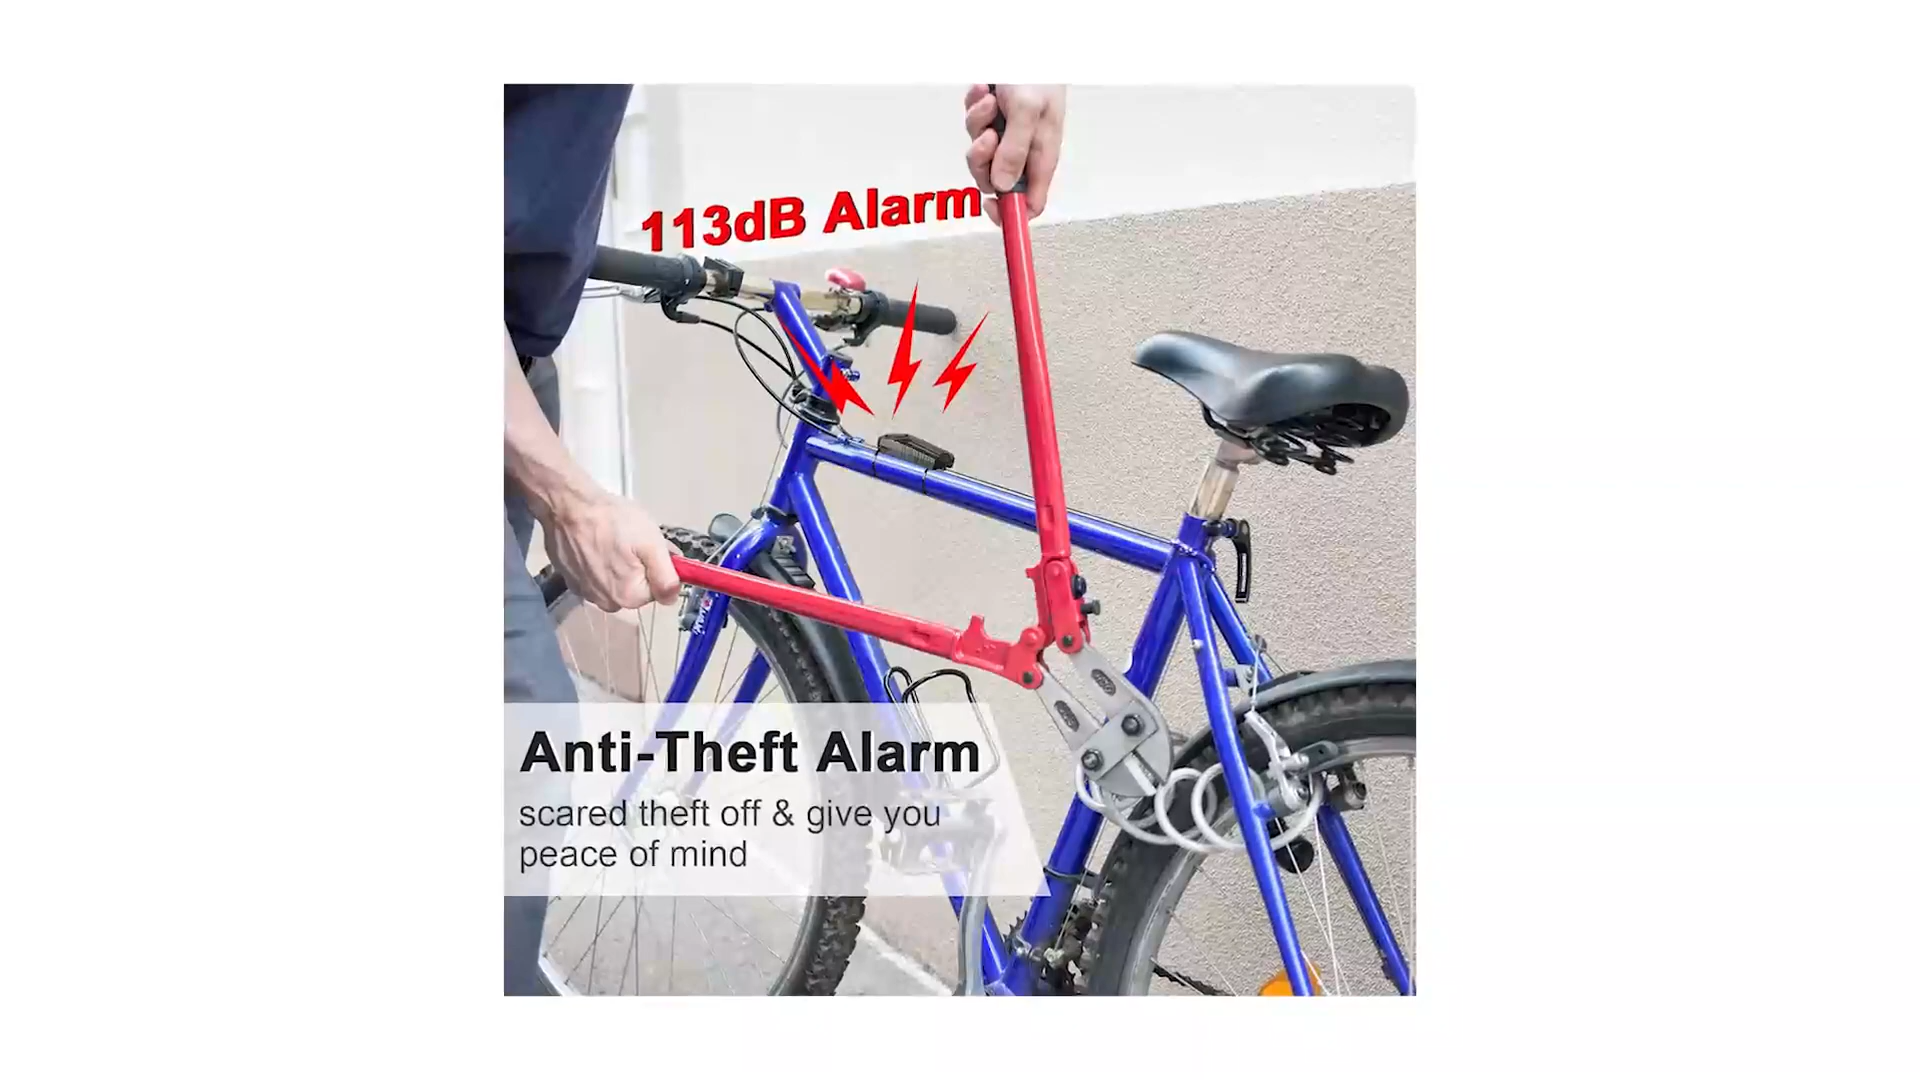 113dB Alarm
Anti-Theft Alarm
scared theft off & give you
peace of mind